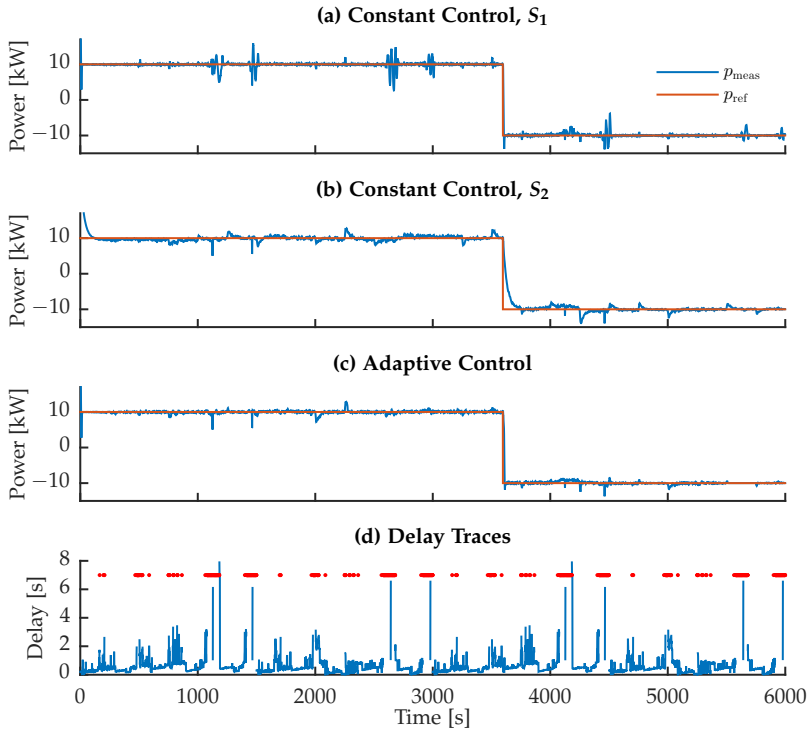 (a) Constant Control, S₁
Power [kW]
10
0
−10
p_meas
p_ref
(b) Constant Control, S₂
Power [kW]
10
0
−10
(c) Adaptive Control
Power [kW]
10
0
−10
(d) Delay Traces
Delay [s]
8
6
4
2
0
0 1000 2000 3000 4000 5000 6000
Time [s]